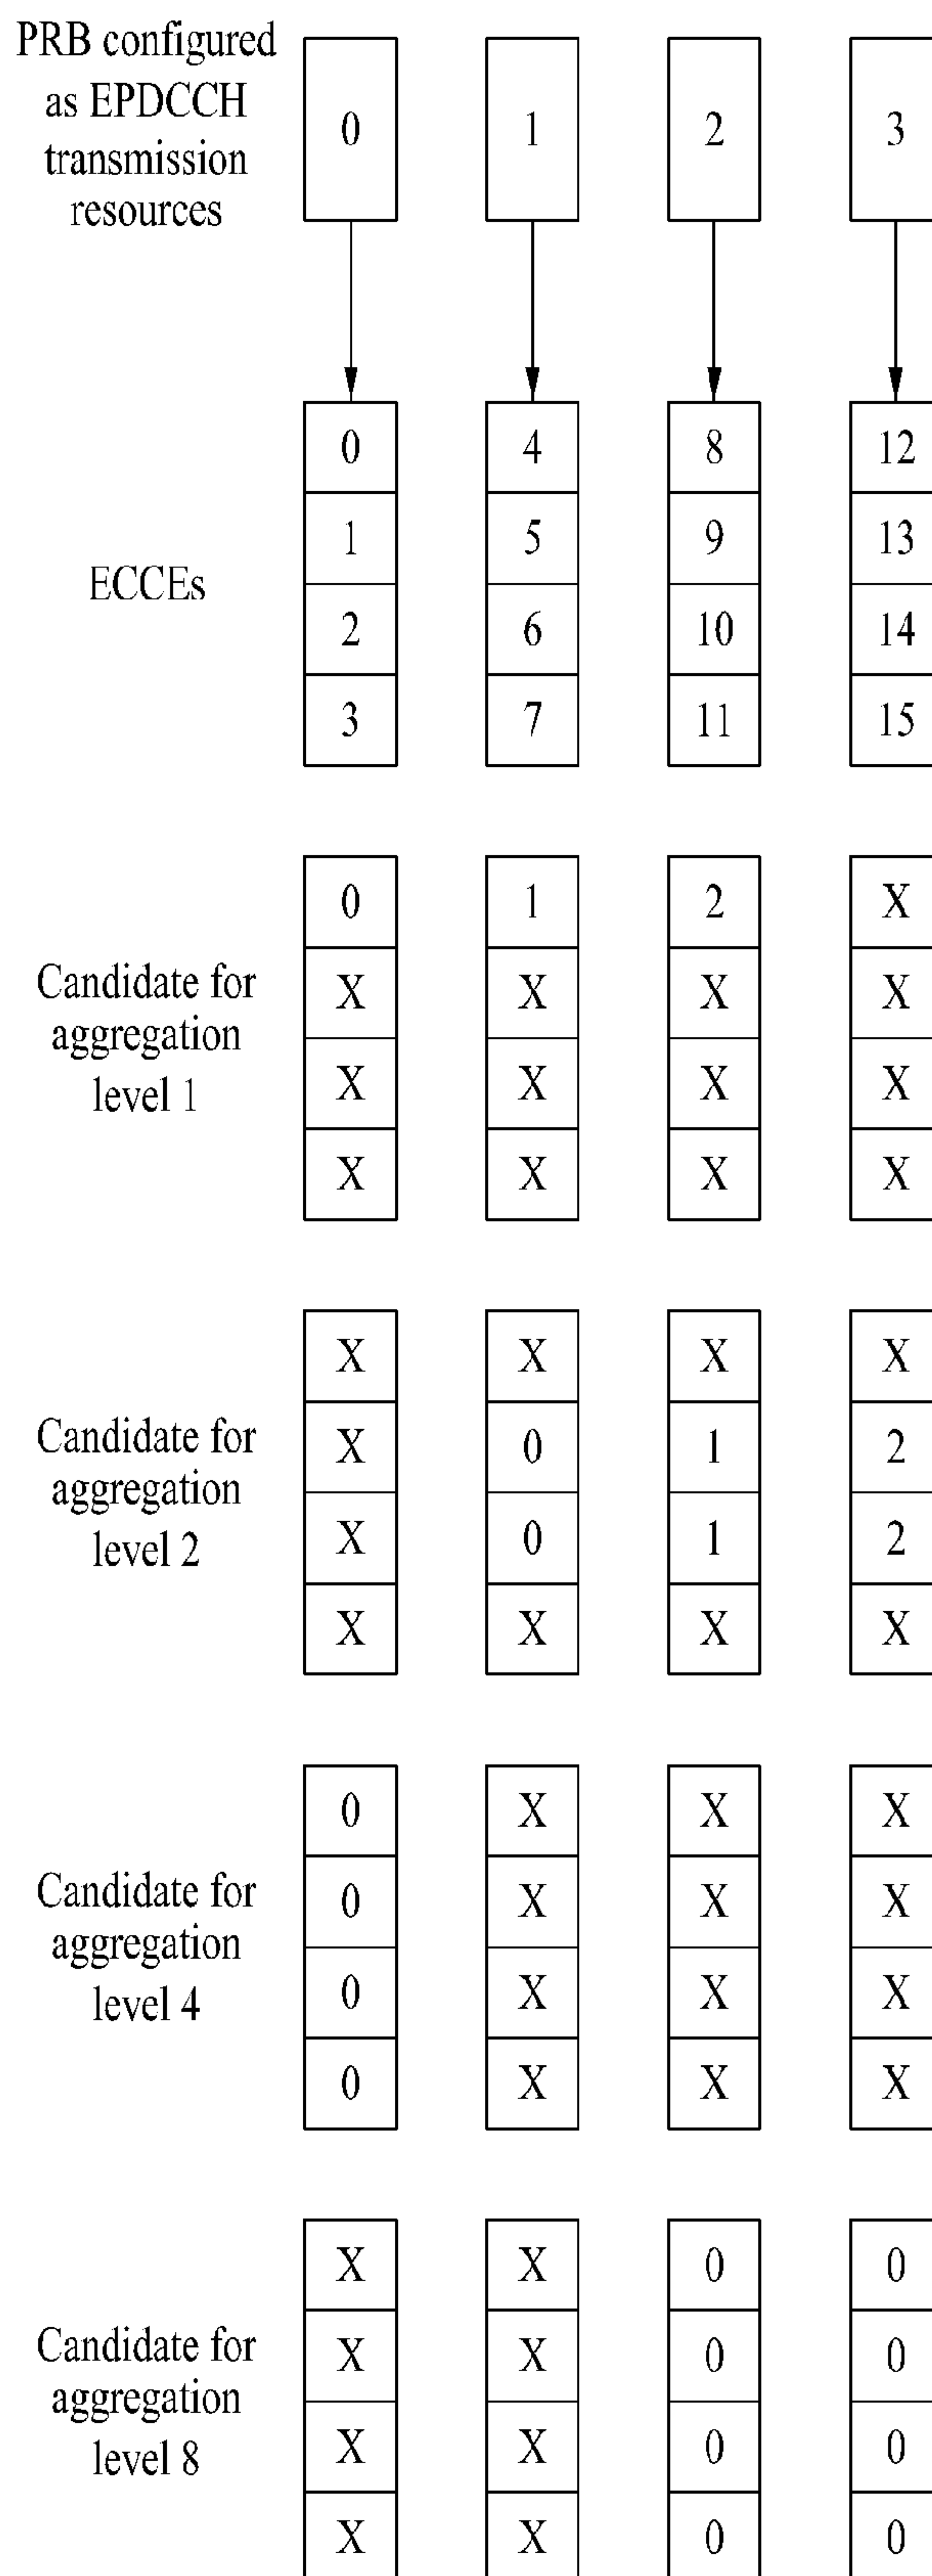 PRB configured
as EPDCCH
transmission
resources
0 1 2 3
ECCEs
0 4 8 12
1 5 9 13
2 6 10 14
3 7 11 15
Candidate for
aggregation
level 1
0 1 2 X
X X X X
X X X X
X X X X
Candidate for
aggregation
level 2
X X X X
X 0 1 2
X 0 1 2
X X X X
Candidate for
aggregation
level 4
0 X X X
0 X X X
0 X X X
0 X X X
Candidate for
aggregation
level 8
X X 0 0
X X 0 0
X X 0 0
X X 0 0